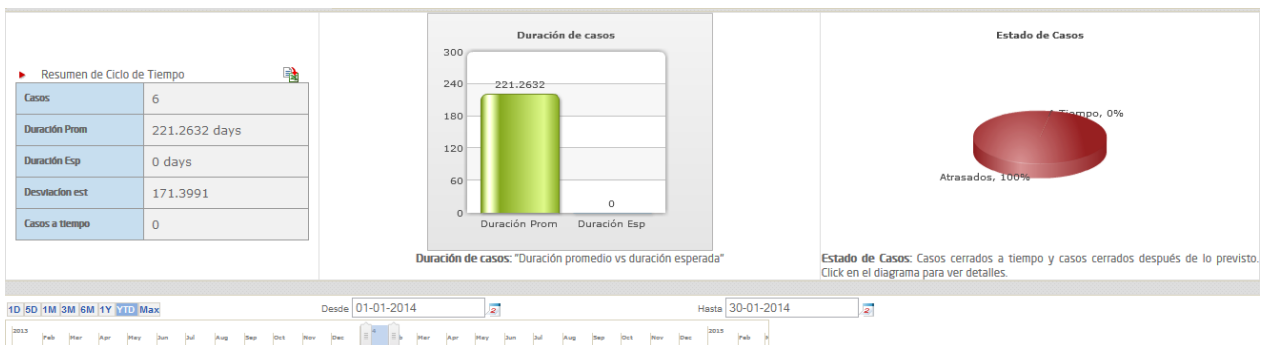 Resumen de Ciclo de Tiempo
Casos 6
Duración Prom 221.2632 days
Duración Esp 0 days
Desviacion est 171.3991
Casos a tiempo 0
Duración de casos
300
240
180
120
60
0
221.2632
0
Duración Prom Duración Esp
Duración de casos: "Duración promedio vs duración esperada"
Estado de Casos
A Tiempo, 0%
Atrasados, 100%
Estado de Casos: Casos cerrados a tiempo y casos cerrados después de lo previsto.
Click en el diagrama para ver detalles.
1D 5D 1M 3M 6M 1Y YTD Max
Desde 01-01-2014
Hasta 30-01-2014
2013 Feb Mar Apr May Jun Jul Aug Sep Oct Nov Dec Mar Apr May Jun Jul Aug Sep Oct Nov Dec 2015 Feb